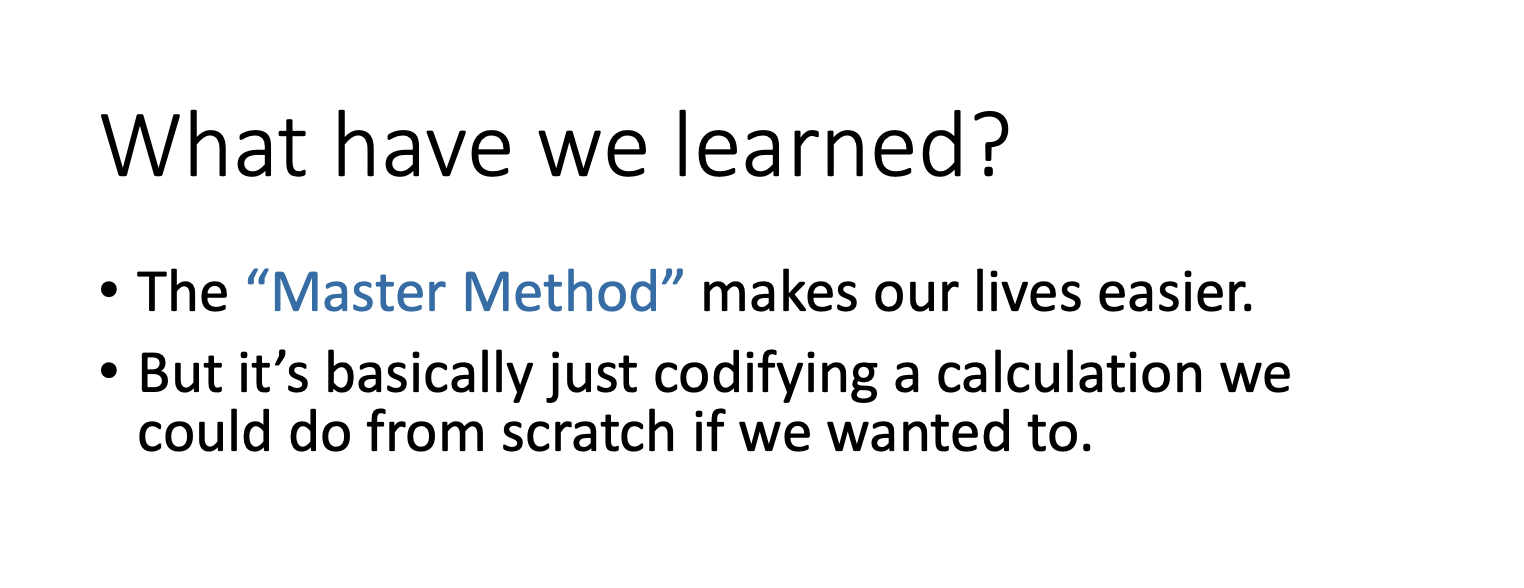 What have we learned?
• The “Master Method” makes our lives easier.
• But it’s basically just codifying a calculation we
could do from scratch if we wanted to.